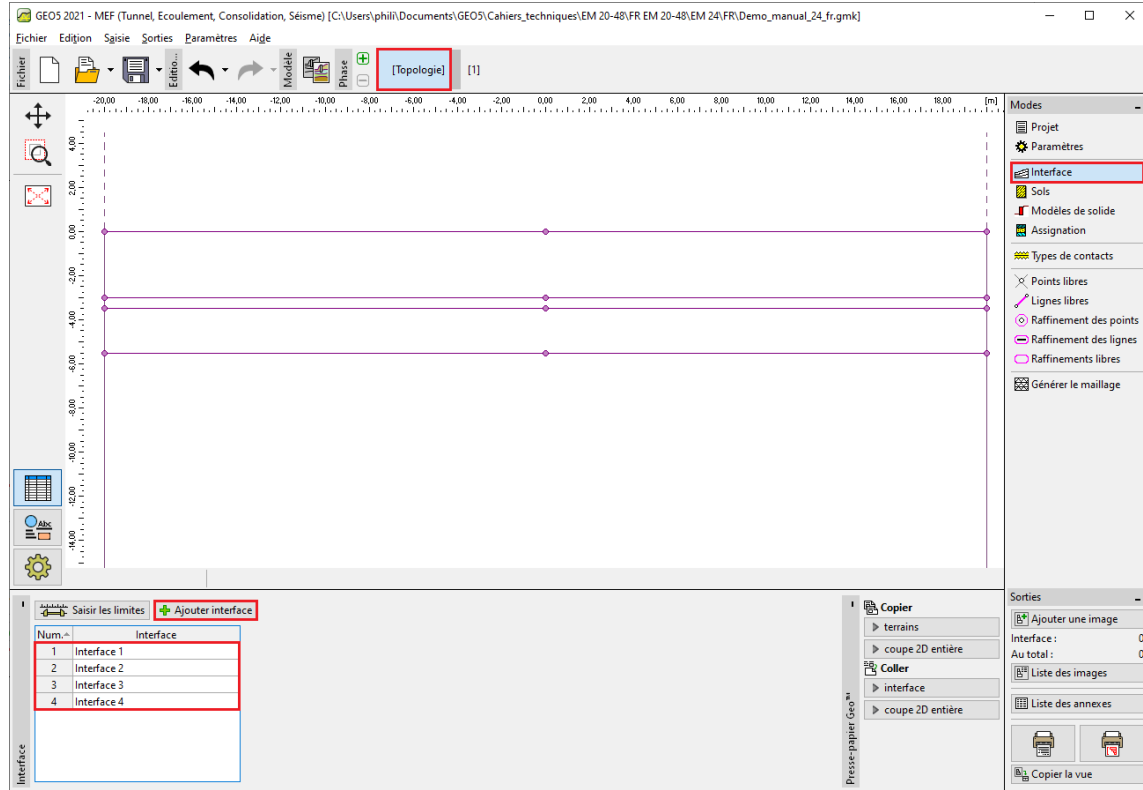 GEO5 2021 - MEF (Tunnel, Ecoulement, Consolidation, Séisme) [C:\Users\phili\Documents\GEO5\Cahiers_techniques\EM 20-48\FR EM 20-48\EM 24\FR\Demo_manual_24_fr.gmk]
Fichier Edition Saisie Sorties Paramètres Aide
Fichier
Editio...
Modèle
Phase
[Topologie] [1]
-20,00 -18,00 -16,00 -14,00 -12,00 -10,00 -8,00 -6,00 -4,00 -2,00 0,00 2,00 4,00 6,00 8,00 10,00 12,00 14,00 16,00 18,00 [m]
4,00
2,00
0,00
-2,00
-4,00
-6,00
-8,00
-10,00
-12,00
-14,00
Abc
Modes
Projet
Paramètres
Interface
Sols
Modèles de solide
Assignation
Types de contacts
Points libres
Lignes libres
Raffinement des points
Raffinement des lignes
Raffinements libres
Générer le maillage
Interface
Saisir les limites Ajouter interface
Num. Interface
1 Interface 1
2 Interface 2
3 Interface 3
4 Interface 4
Presse-papier Geo™
Copier
terrains
coupe 2D entière
Coller
interface
coupe 2D entière
Sorties
Ajouter une image
Interface : 0
Au total : 0
Liste des images
Liste des annexes
Copier la vue